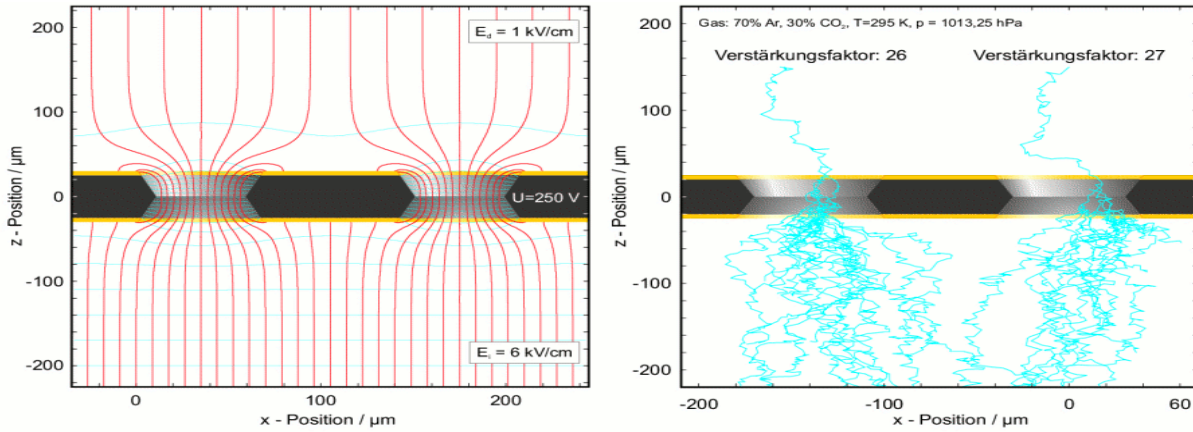 E_d = 1 kV/cm
200
100
0
-100
-200
z - Position / µm
U=250 V
E_i = 6 kV/cm
0
100
200
x - Position / µm
Gas: 70% Ar, 30% CO₂, T=295 K, p = 1013,25 hPa
Verstärkungsfaktor: 26
Verstärkungsfaktor: 27
200
100
0
-100
-200
z - Position / µm
-200
-100
0
60
x - Position / µm